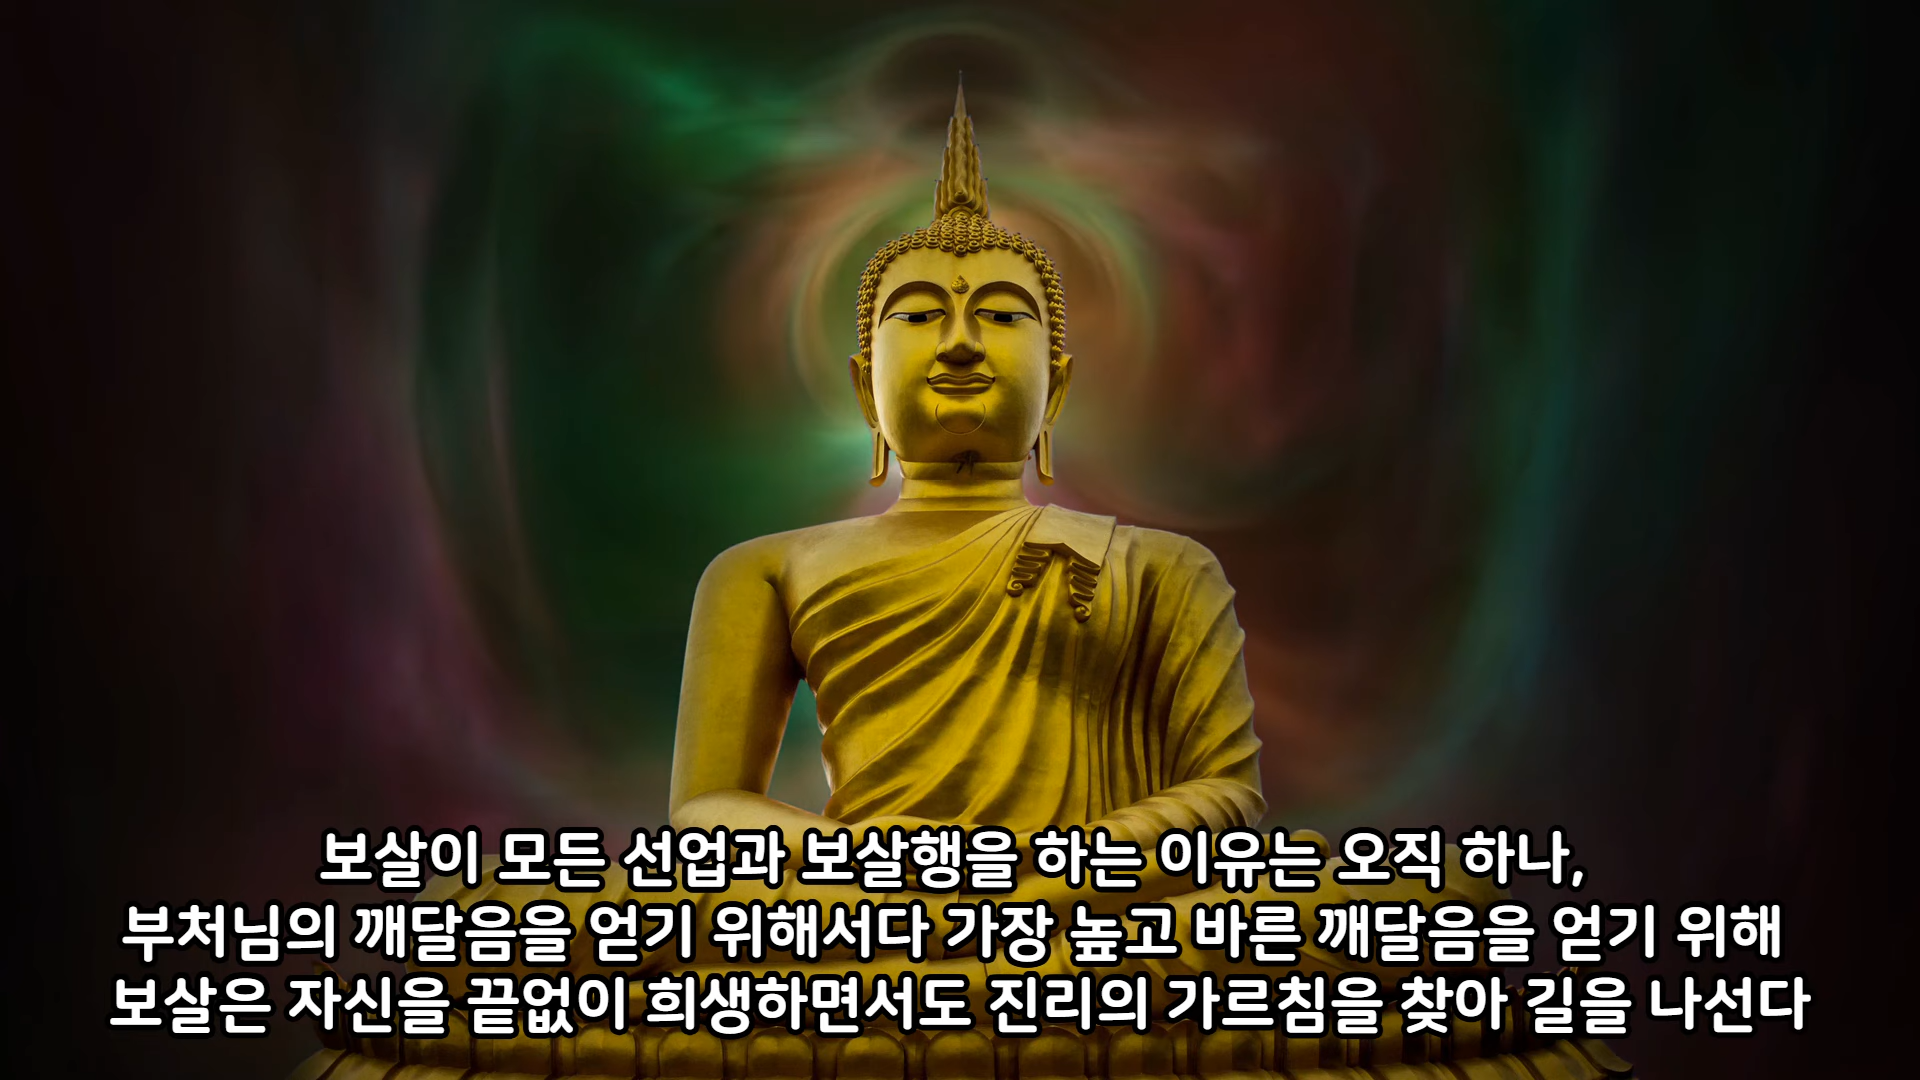 보살이 모든 선업과 보살행을 하는 이유는 오직 하나,
부처님의 깨달음을 얻기 위해서다 가장 높고 바른 깨달음을 얻기 위해
보살은 자신을 끝없이 희생하면서도 진리의 가르침을 찾아 길을 나선다